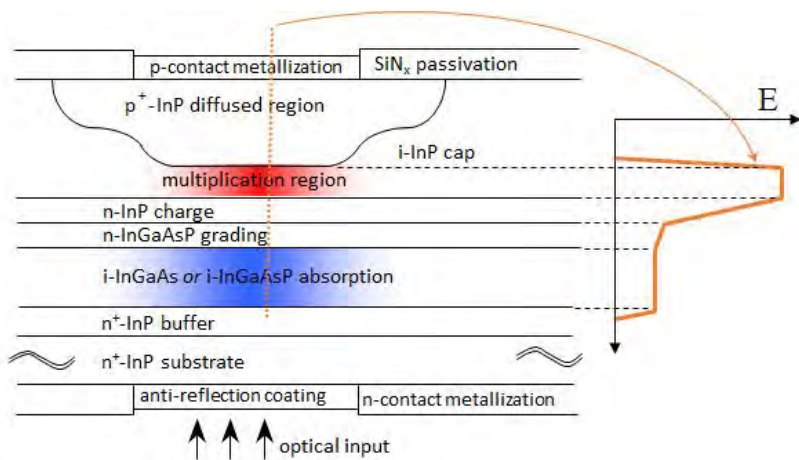 p-contact metallization
SiNₓ passivation
p⁺-InP diffused region
E
i-InP cap
multiplication region
n-InP charge
n-InGaAsP grading
i-InGaAs or i-InGaAsP absorption
n⁺-InP buffer
n⁺-InP substrate
anti-reflection coating
n-contact metallization
optical input